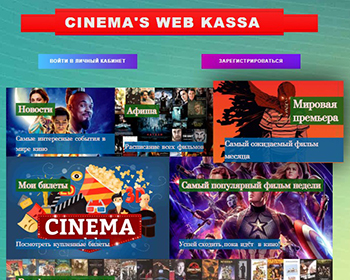 CINEMA'S WEB KASSA
ВОЙТИ В ЛИЧНЫЙ КАБИНЕТ
ЗАРЕГИСТРИРОВАТЬСЯ
Новости
Самые интересные события в
мире кино
Афиша
Расписание всех фильмов
Мировая
премьера
Самый ожидаемый фильм
месяца
Мои билеты
3D
CINEMA
Посмотреть купленные билеты
Самый популярный фильм недели
Успей сходить, пока идёт в кино!